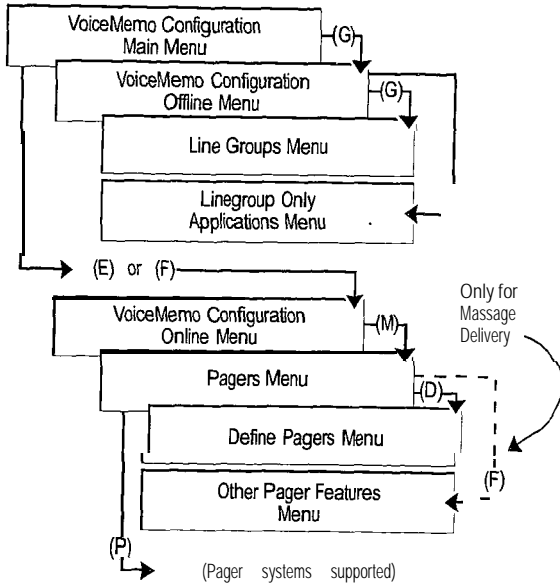 VoiceMemo Configuration
Main Menu
(G)
VoiceMemo Configuration
Offline Menu
(G)
Line Groups Menu
Linegroup Only
Applications Menu
(E) or (F)
VoiceMemo Configuration
Online Menu
(M)
Only for
Massage
Delivery
Pagers Menu
(D)
Define Pagers Menu
Other Pager Features
Menu
(F)
(P)
(Pager systems supported)